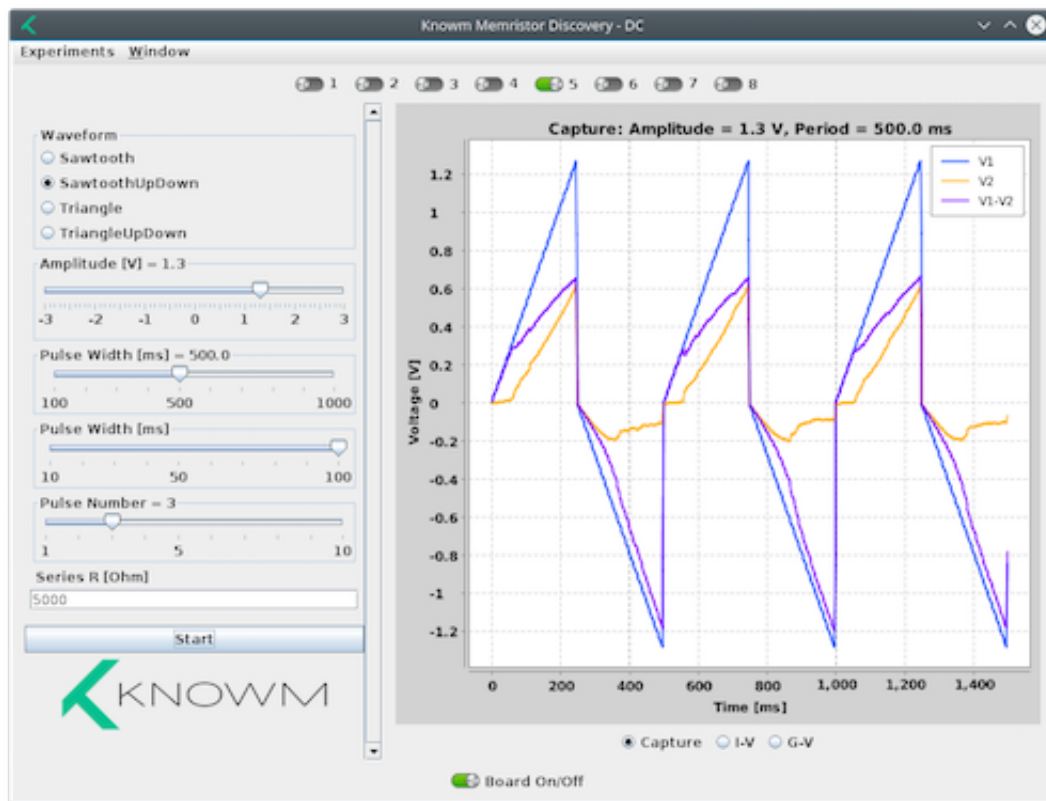 Knowm Memristor Discovery - DC
Experiments Window
1 2 3 4 5 6 7 8
Waveform
Sawtooth
SawtoothUpDown
Triangle
TriangleUpDown
Amplitude [V] = 1.3
-3 -2 -1 0 1 2 3
Pulse Width [ms] = 500.0
100 500 1000
Pulse Width [ms]
10 50 100
Pulse Number = 3
1 5 10
Series R [Ohm]
5000
Start
KNOWM
Capture: Amplitude = 1.3 V, Period = 500.0 ms
V1
V2
V1-V2
Voltage [V]
1.2
1
0.8
0.6
0.4
0.2
0
-0.2
-0.4
-0.6
-0.8
-1
-1.2
0 200 400 600 800 1,000 1,200 1,400
Time [ms]
Capture I-V G-V
Board On/Off